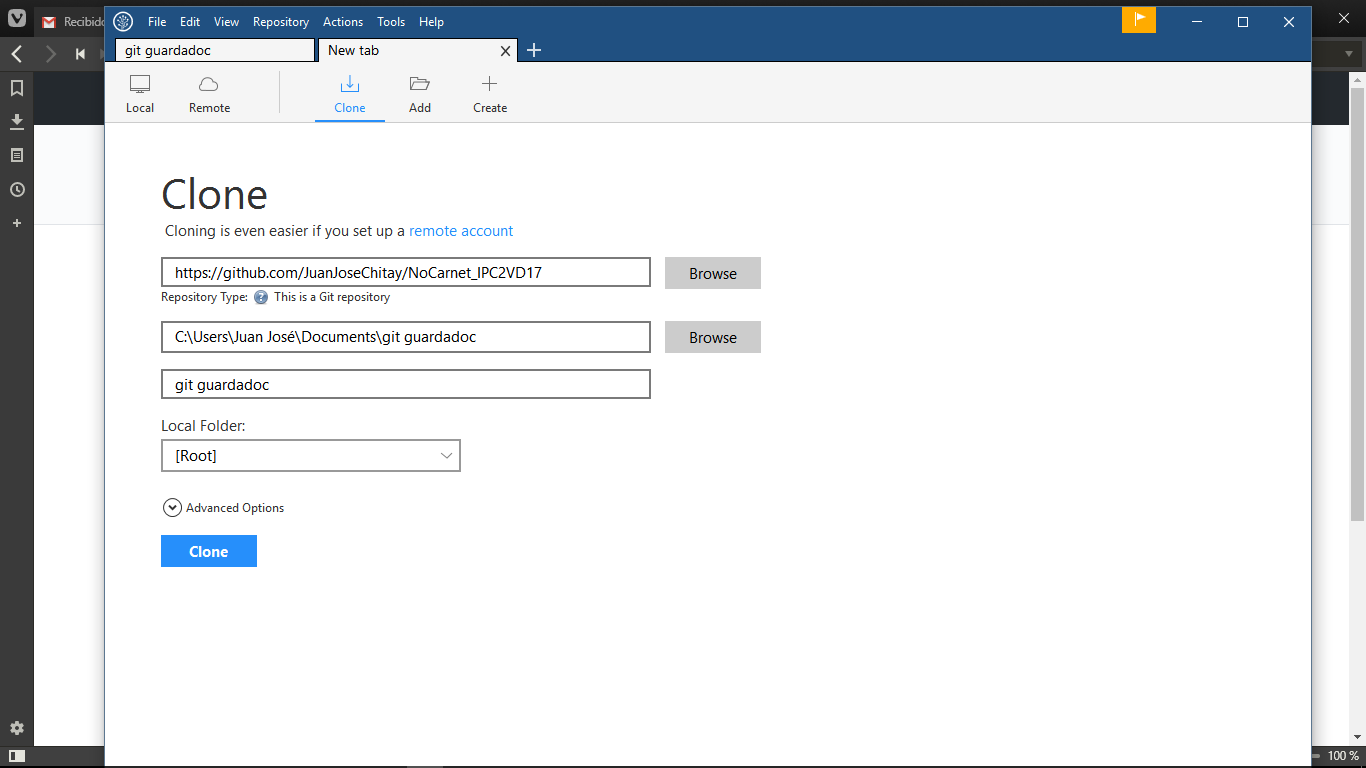 Recibido
File Edit View Repository Actions Tools Help
git guardadoc
New tab
Local
Remote
Clone
Add
Create
Clone
Cloning is even easier if you set up a remote account
https://github.com/JuanJoseChitay/NoCarnet_IPC2VD17
Browse
Repository Type: ? This is a Git repository
C:\Users\Juan José\Documents\git guardadoc
Browse
git guardadoc
Local Folder:
[Root]
Advanced Options
Clone
100 %